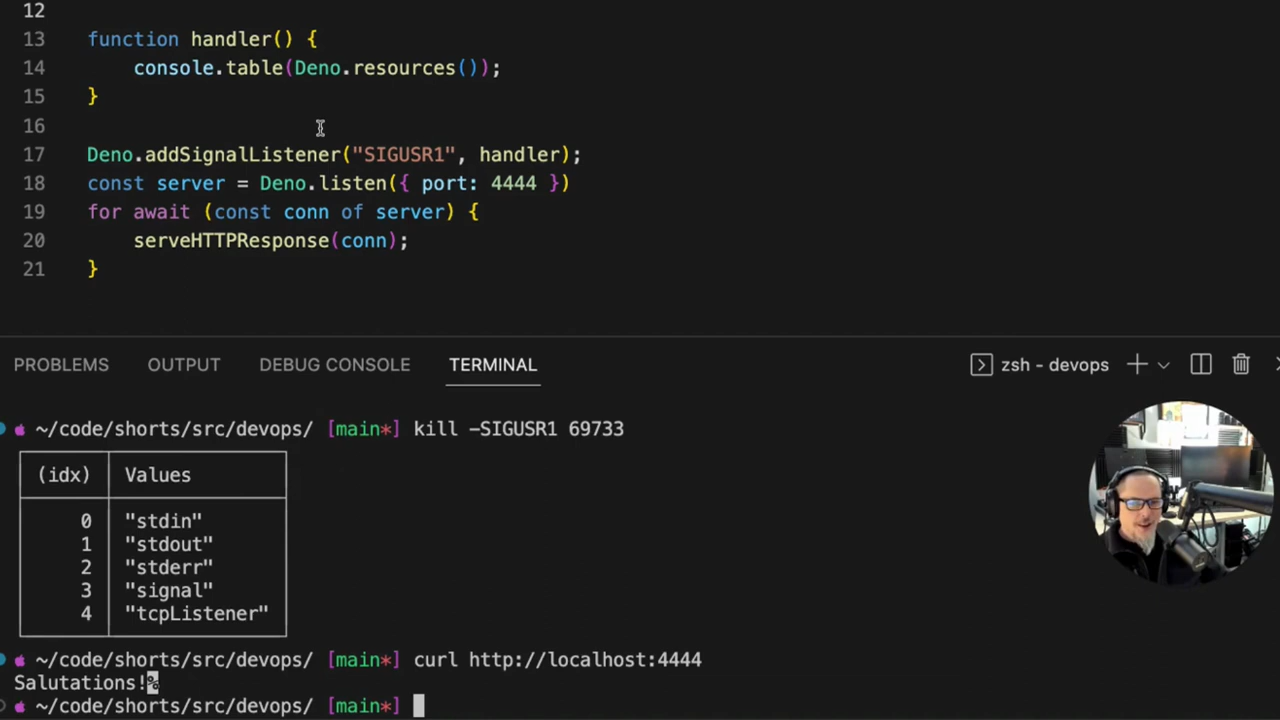 12
13 function handler() {
14 console.table(Deno.resources());
15 }
16
17 Deno.addSignalListener("SIGUSR1", handler);
18 const server = Deno.listen({ port: 4444 })
19 for await (const conn of server) {
20 serveHTTPResponse(conn);
21 }
PROBLEMS OUTPUT DEBUG CONSOLE TERMINAL zsh - devops
~/code/shorts/src/devops/ [main*] kill -SIGUSR1 69733
(idx) Values
0 "stdin"
1 "stdout"
2 "stderr"
3 "signal"
4 "tcpListener"
~/code/shorts/src/devops/ [main*] curl http://localhost:4444
Salutations!%
~/code/shorts/src/devops/ [main*]